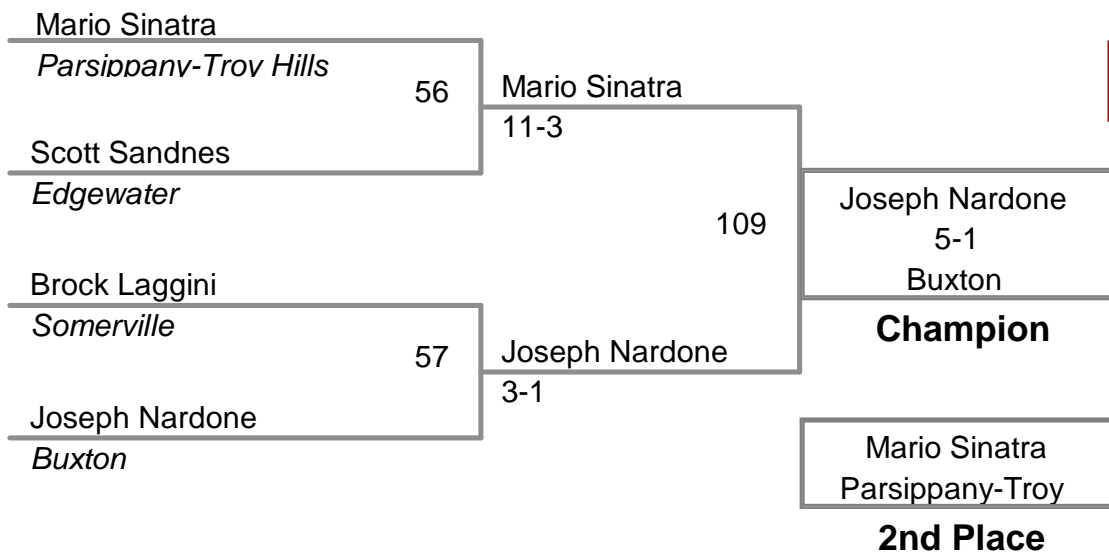 Mario Sinatra
Parsippany-Troy Hills
56
Mario Sinatra
11-3
Scott Sandnes
Edgewater
109
Joseph Nardone
5-1
Buxton
Champion
Brock Laggini
Somerville
57
Joseph Nardone
3-1
Joseph Nardone
Buxton
Mario Sinatra
Parsippany-Troy
2nd Place